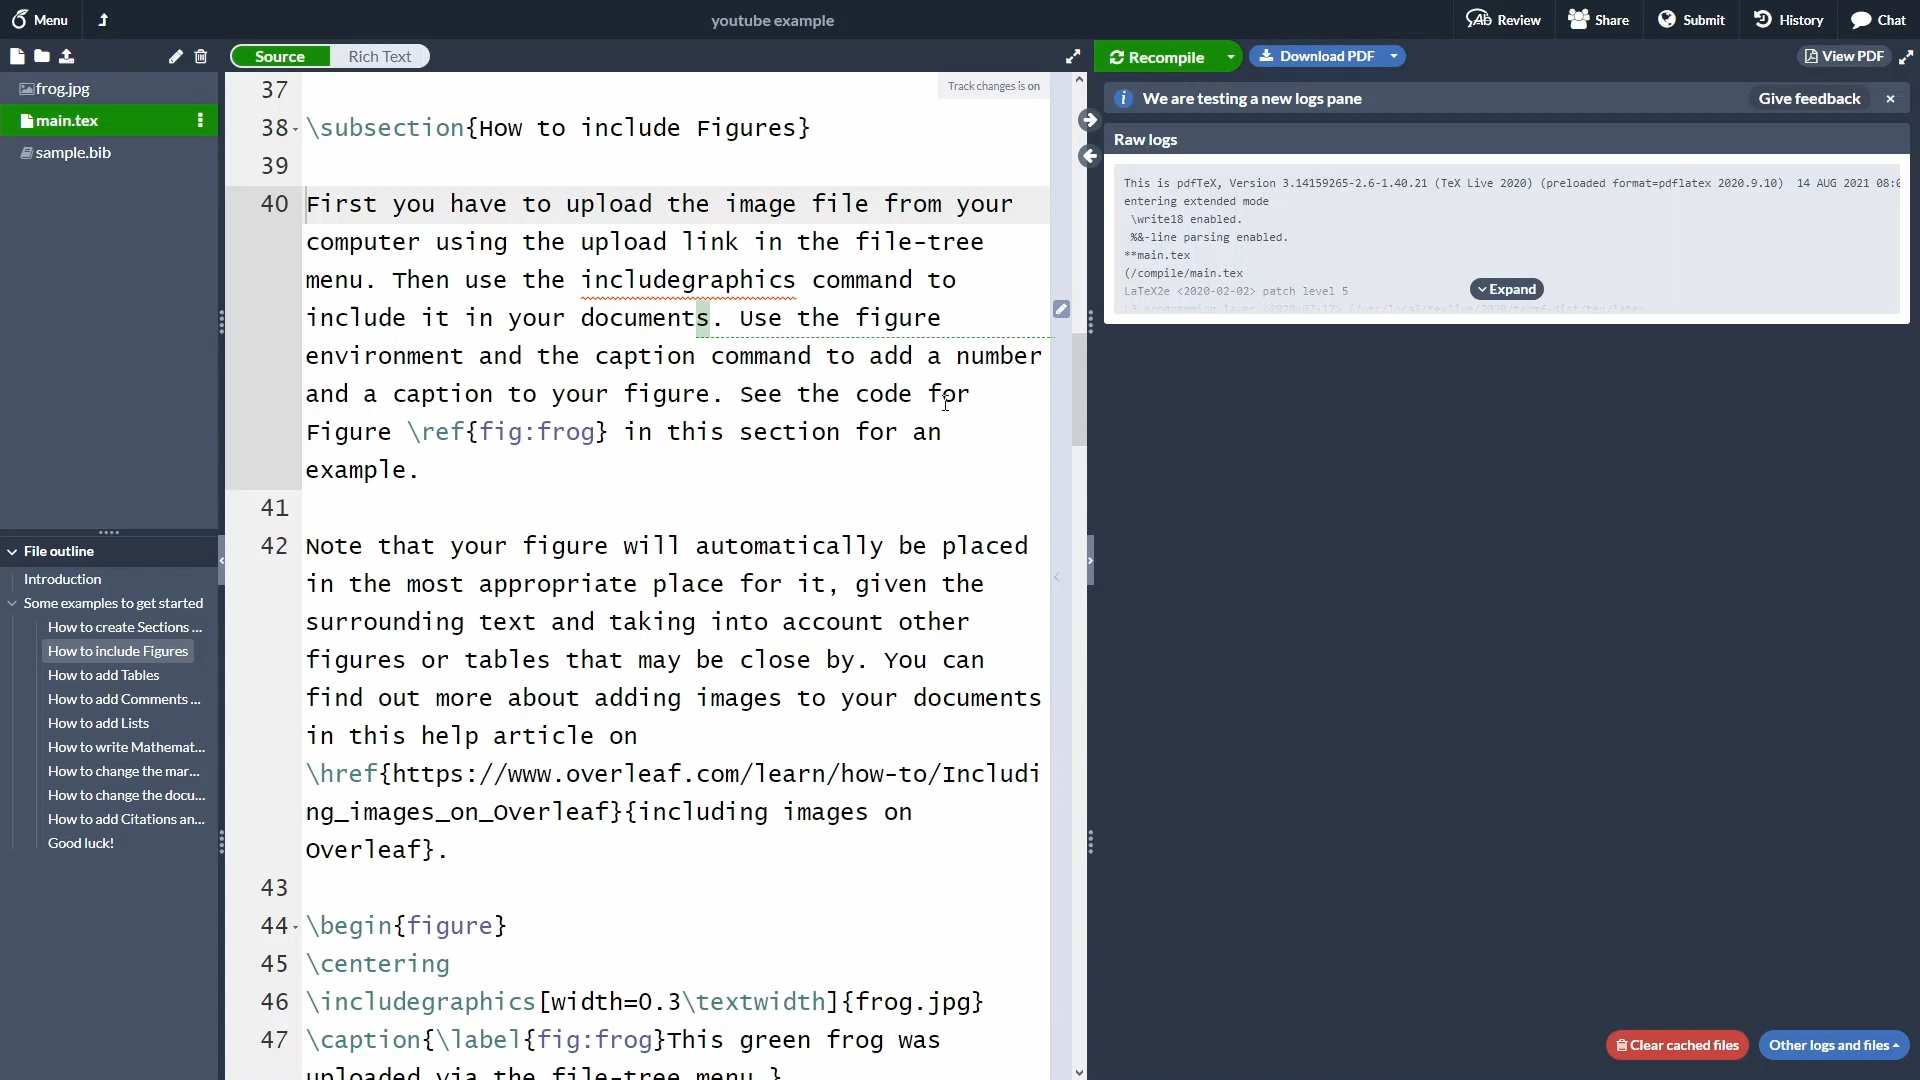 Menu
youtube example
Review
Share
Submit
History
Chat
Source
Rich Text
Recompile
Download PDF
View PDF
frog.jpg
main.tex
sample.bib
File outline
Introduction
Some examples to get started
How to create Sections ...
How to include Figures
How to add Tables
How to add Comments ...
How to add Lists
How to write Mathemat...
How to change the mar...
How to change the docu...
How to add Citations an...
Good luck!
Track changes is on
37
38 \subsection{How to include Figures}
39
40 First you have to upload the image file from your
computer using the upload link in the file-tree
menu. Then use the includegraphics command to
include it in your documents. Use the figure
environment and the caption command to add a number
and a caption to your figure. See the code for
Figure \ref{fig:frog} in this section for an
example.
41
42 Note that your figure will automatically be placed
in the most appropriate place for it, given the
surrounding text and taking into account other
figures or tables that may be close by. You can
find out more about adding images to your documents
in this help article on
\href{https://www.overleaf.com/learn/how-to/Includi
ng_images_on_Overleaf}{including images on
Overleaf}.
43
44 \begin{figure}
45 \centering
46 \includegraphics[width=0.3\textwidth]{frog.jpg}
47 \caption{\label{fig:frog}This green frog was
uploaded via the file-tree menu.}
We are testing a new logs pane
Give feedback
Raw logs
This is pdfTeX, Version 3.14159265-2.6-1.40.21 (TeX Live 2020) (preloaded format=pdflatex 2020.9.10) 14 AUG 2021 08:0
entering extended mode
\write18 enabled.
%&-line parsing enabled.
**main.tex
(/compile/main.tex
LaTeX2e <2020-02-02> patch level 5
Expand
Clear cached files
Other logs and files